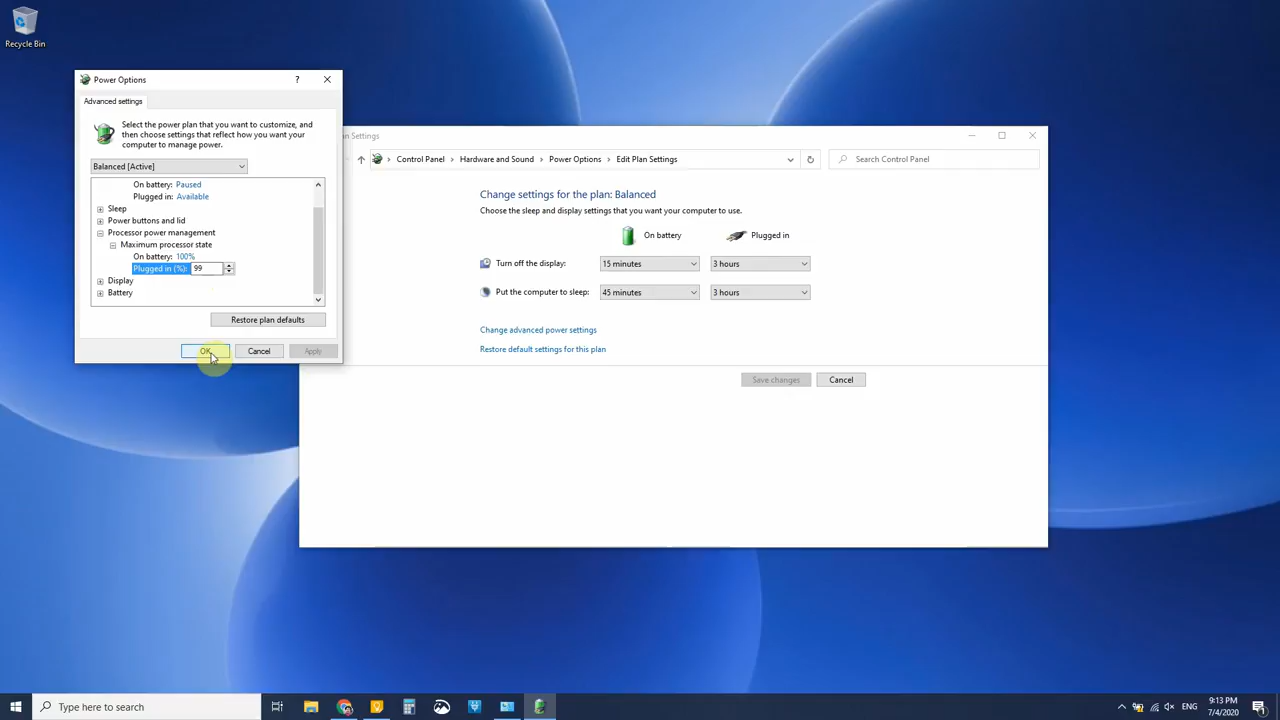 Recycle Bin
Power Options
?
Advanced settings
Select the power plan that you want to customize, and
then choose settings that reflect how you want your
computer to manage power.
Balanced [Active]
On battery: Paused
Plugged in: Available
Sleep
Power buttons and lid
Processor power management
Maximum processor state
On battery: 100%
Plugged in (%): 99
Display
Battery
Restore plan defaults
OK
Cancel
Apply
n Settings
Control Panel > Hardware and Sound > Power Options > Edit Plan Settings
Search Control Panel
Change settings for the plan: Balanced
Choose the sleep and display settings that you want your computer to use.
On battery
Plugged in
Turn off the display:
15 minutes
3 hours
Put the computer to sleep:
45 minutes
3 hours
Change advanced power settings
Restore default settings for this plan
Save changes
Cancel
Type here to search
9:13 PM
7/4/2020